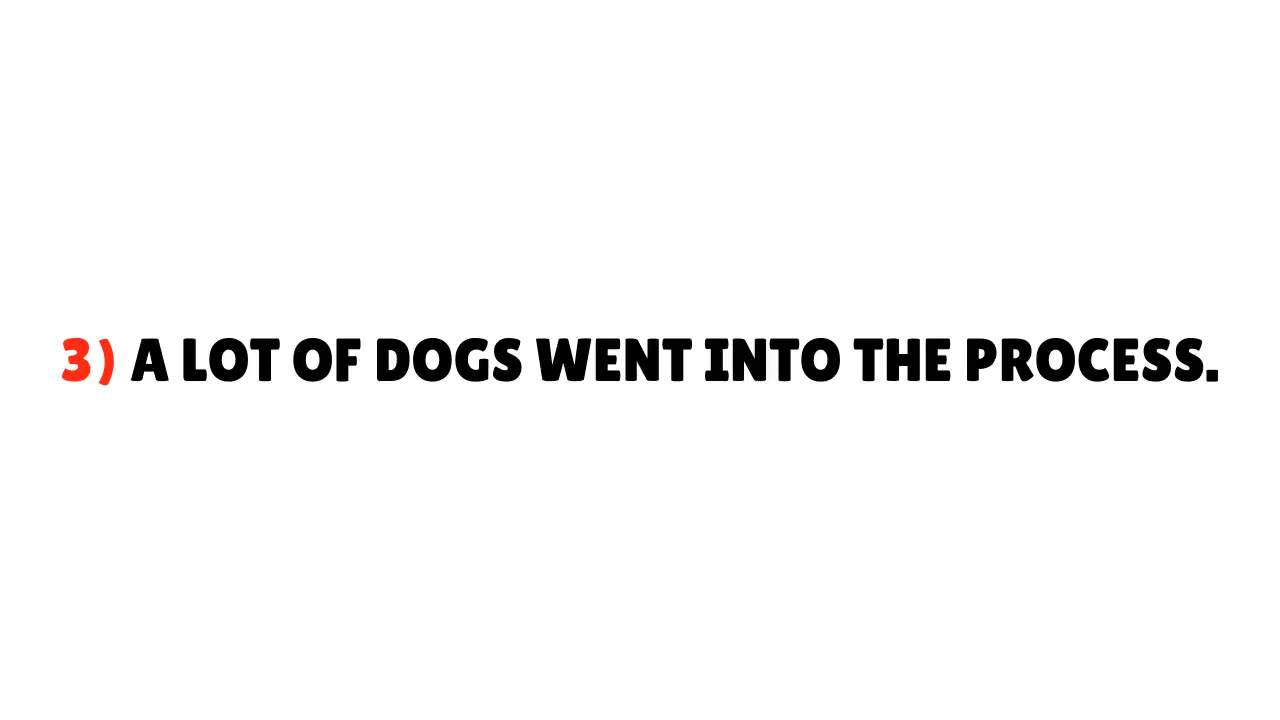 3) A LOT OF DOGS WENT INTO THE PROCESS.